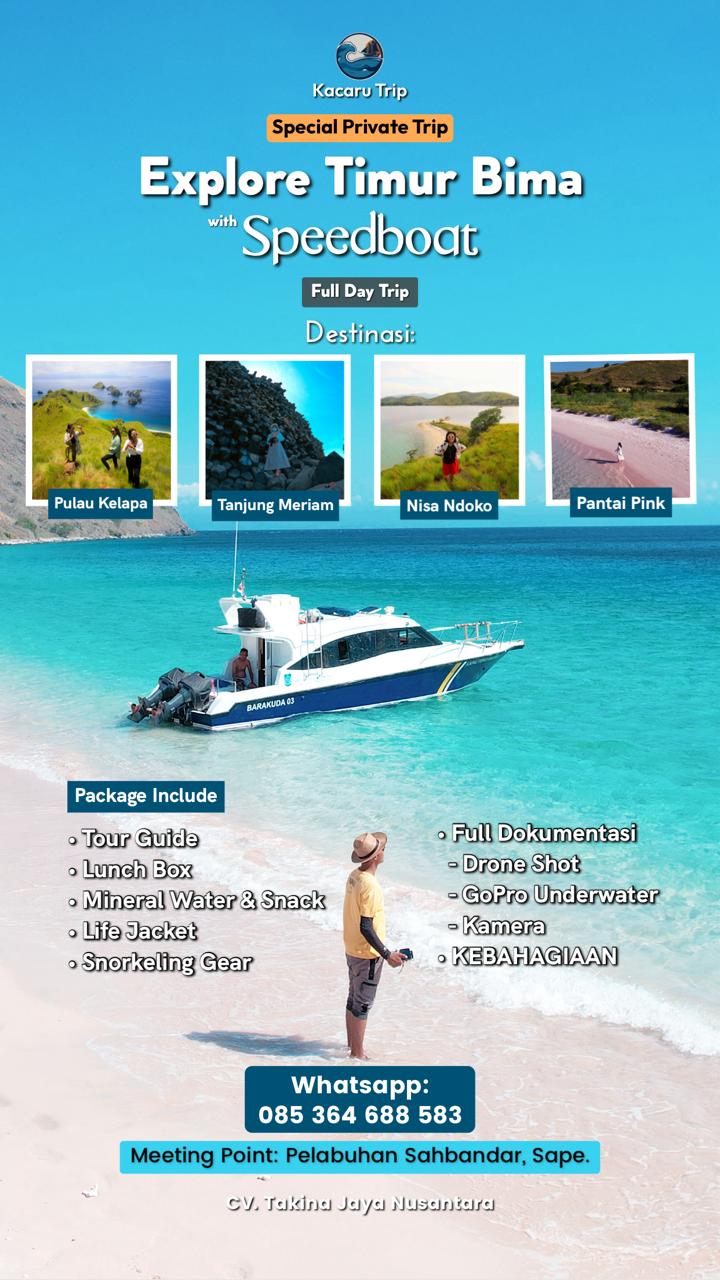 Kacaru Trip
Special Private Trip
Explore Timur Bima
with Speedboat
Full Day Trip
Destinasi:
Pulau Kelapa
Tanjung Meriam
Nisa Ndoko
Pantai Pink
BARAKUDA 03
Package Include
• Tour Guide
• Lunch Box
• Mineral Water & Snack
• Life Jacket
• Snorkeling Gear
• Full Dokumentasi
- Drone Shot
- GoPro Underwater
- Kamera
• KEBAHAGIAAN
Whatsapp:
085 364 688 583
Meeting Point: Pelabuhan Sahbandar, Sape.
CV. Takina Jaya Nusantara